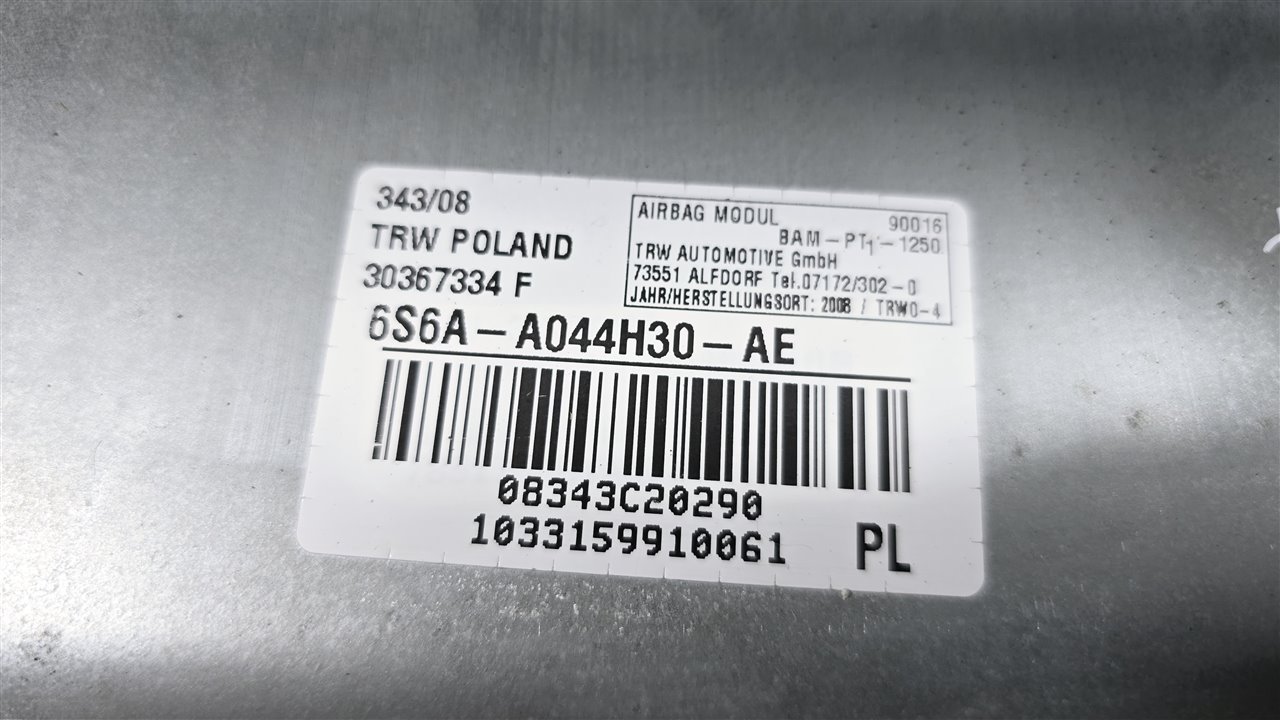 343/08
TRW POLAND
30367334 F
AIRBAG MODUL 90016
BAM-PT1-1250
TRW AUTOMOTIVE GmbH
73551 ALFDORF Tel.07172/302-0
JAHR/HERSTELLUNGSORT: 2008 / TRW0-4
6S6A-A044H30-AE
08343C20290
1033159910061 PL